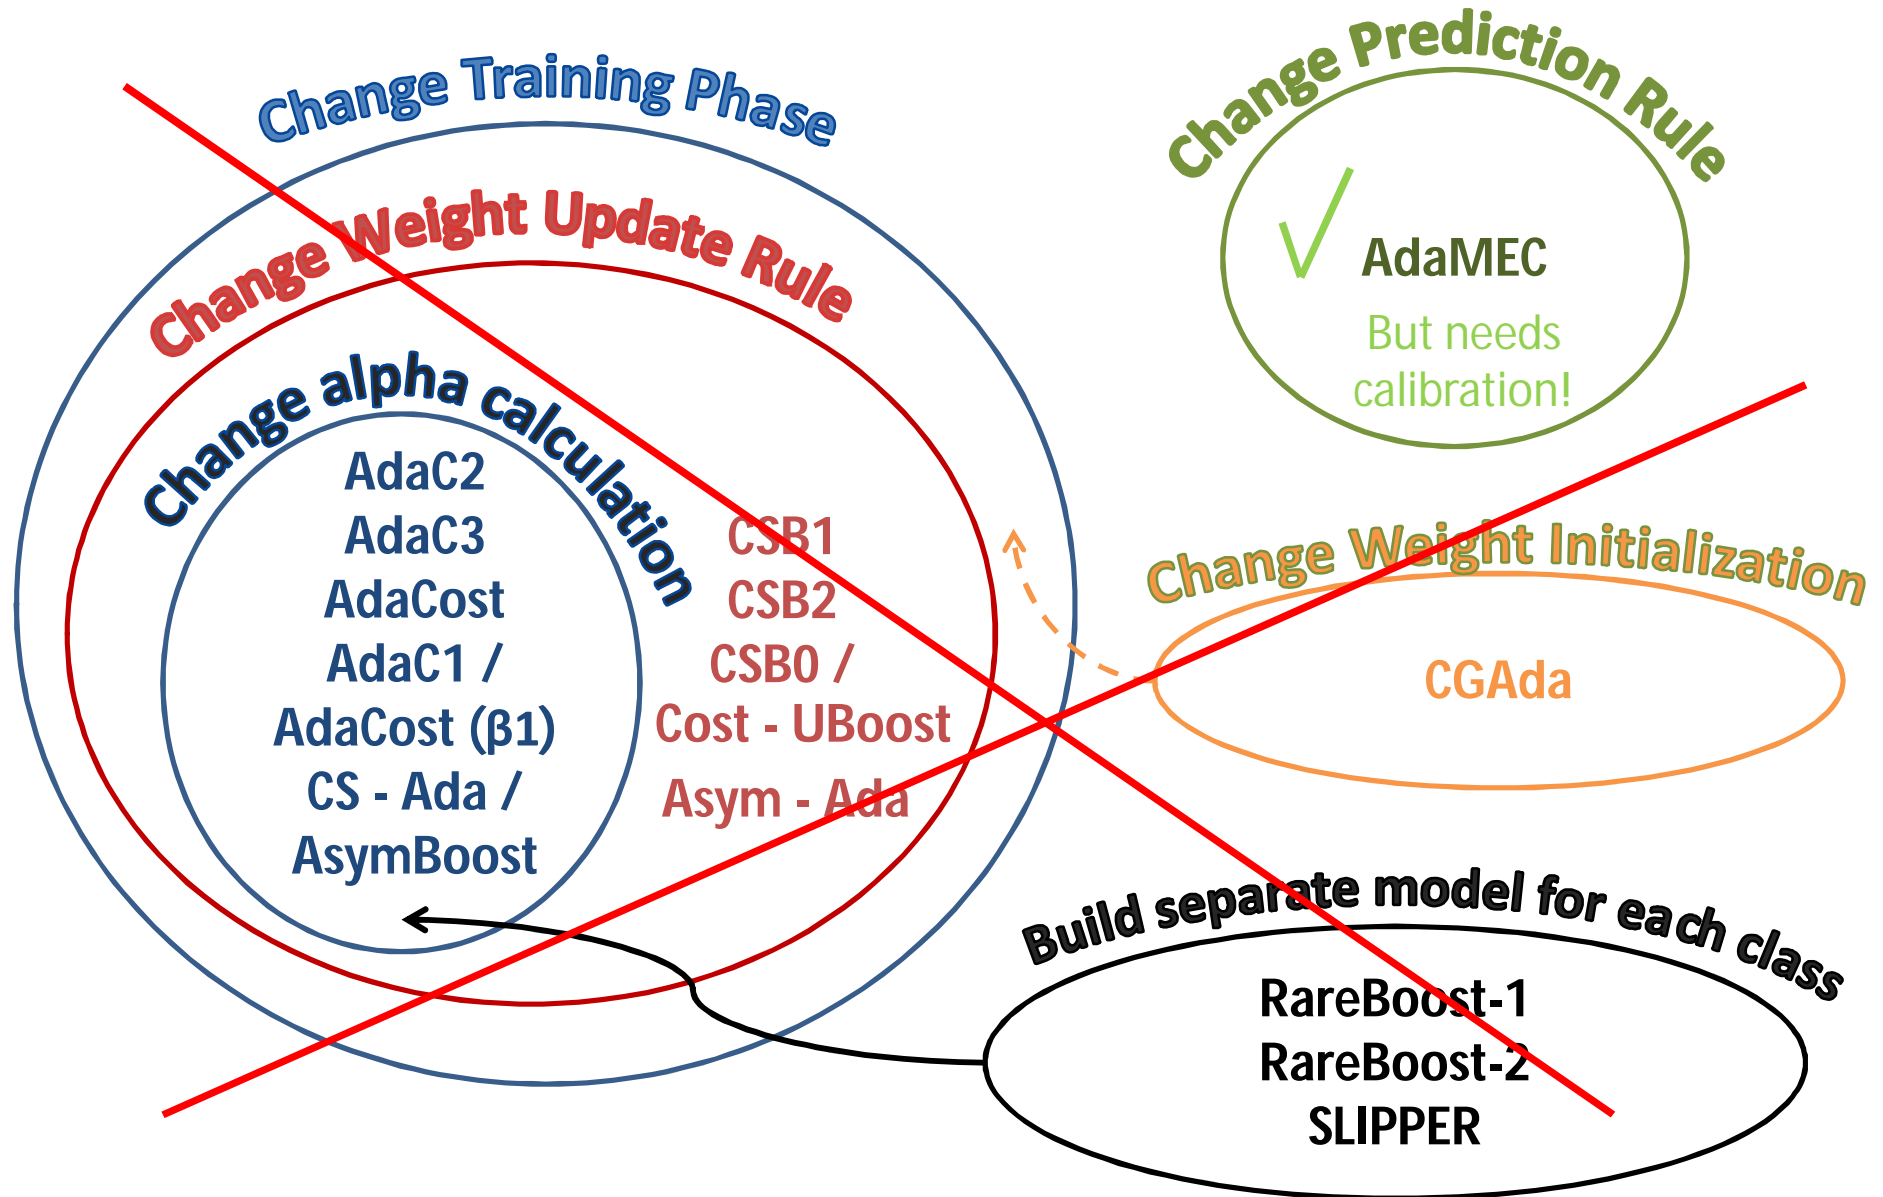 Change Training Phase
Change Weight Update Rule
Change alpha calculation
AdaC2
AdaC3
AdaCost
AdaC1 /
AdaCost (β1)
CS - Ada /
AsymBoost
CSB1
CSB2
CSB0 /
Cost - UBoost
Asym - Ada
Change Prediction Rule
AdaMEC
But needs
calibration!
Change Weight Initialization
CGAda
Build separate model for each class
RareBoost-1
RareBoost-2
SLIPPER